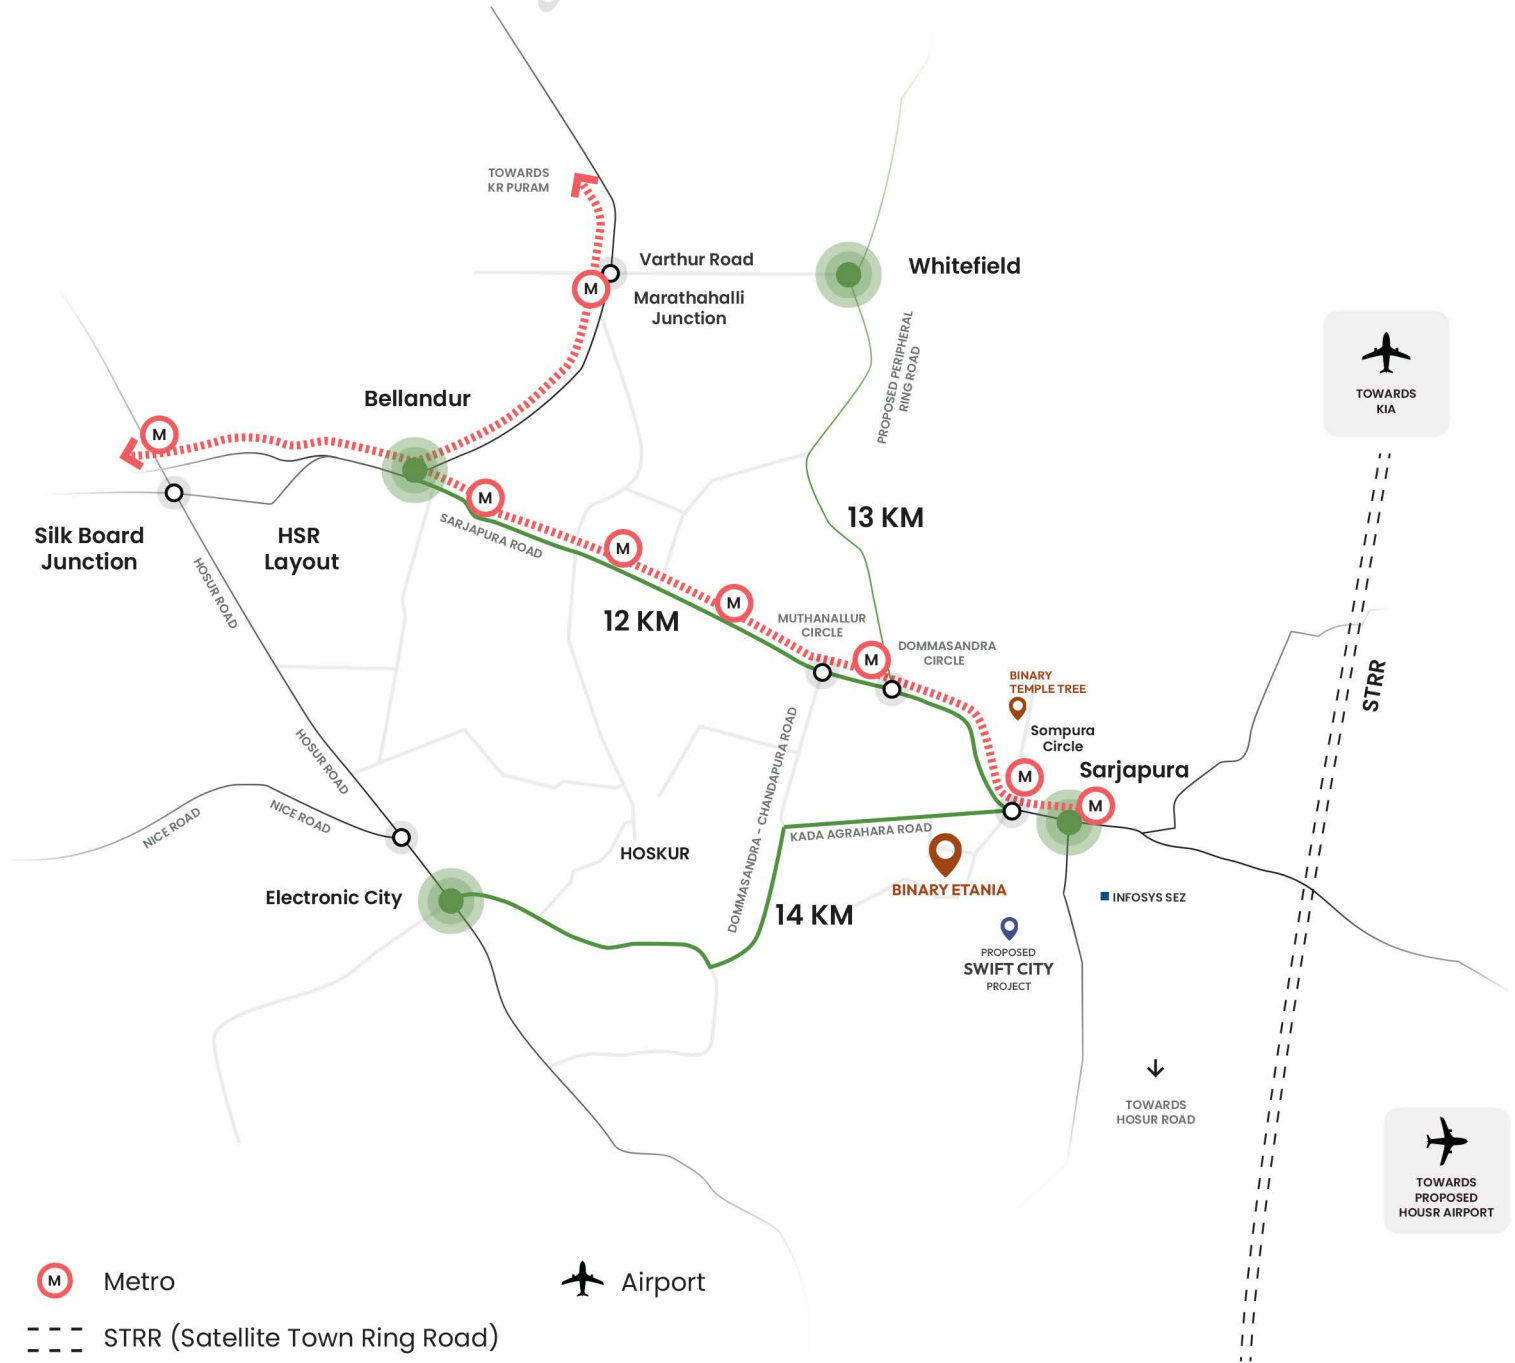 TOWARDS
KR PURAM
Varthur Road
Whitefield
M
Marathahalli
Junction
PROPOSED PERIPHERAL
RING ROAD
TOWARDS
KIA
Bellandur
M
M
SARJAPURA ROAD
13 KM
Silk Board
Junction
HSR
Layout
M
HOSUR ROAD
12 KM
M
MUTHANALLUR
CIRCLE
M
DOMMASANDRA
CIRCLE
STRR
BINARY
TEMPLE TREE
Sompura
Circle
HOSUR ROAD
DOMMASANDRA - CHANDAPURA ROAD
M
Sarjapura
M
NICE ROAD
NICE ROAD
KADA AGRAHARA ROAD
HOSKUR
BINARY ETANIA
Electronic City
INFOSYS SEZ
14 KM
PROPOSED
SWIFT CITY
PROJECT
TOWARDS
HOSUR ROAD
TOWARDS
PROPOSED
HOUSR AIRPORT
M
Metro
Airport
STRR (Satellite Town Ring Road)